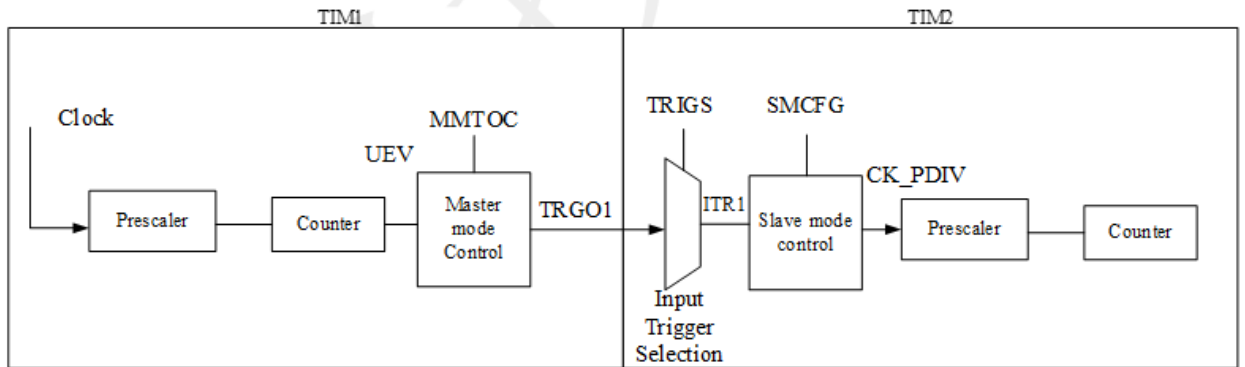 TIM1
TIM2
Clock
Prescaler
Counter
UEV
MMTOC
Master
mode
Control
TRGO1
TRIGS
Input
Trigger
Selection
ITR1
SMCFG
Slave mode
control
CK_PDIV
Prescaler
Counter